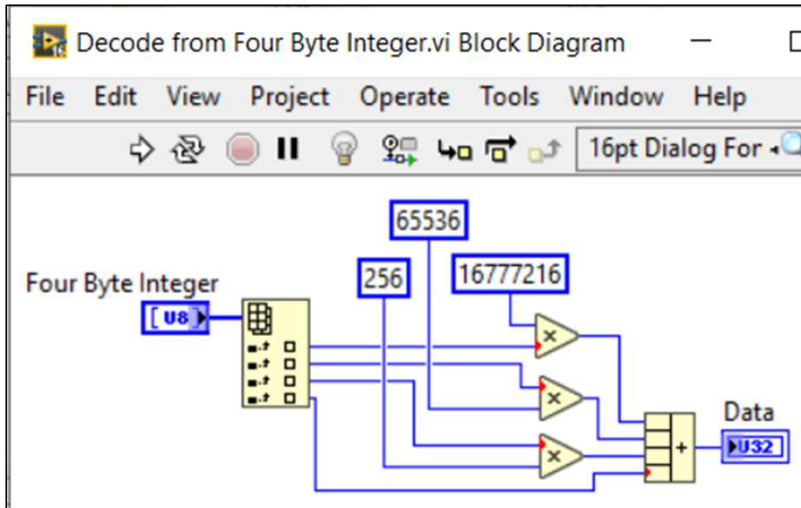 Decode from Four Byte Integer.vi Block Diagram
File Edit View Project Operate Tools Window Help
16pt Dialog For
65536
256
16777216
Four Byte Integer
[U8]
Data
U32